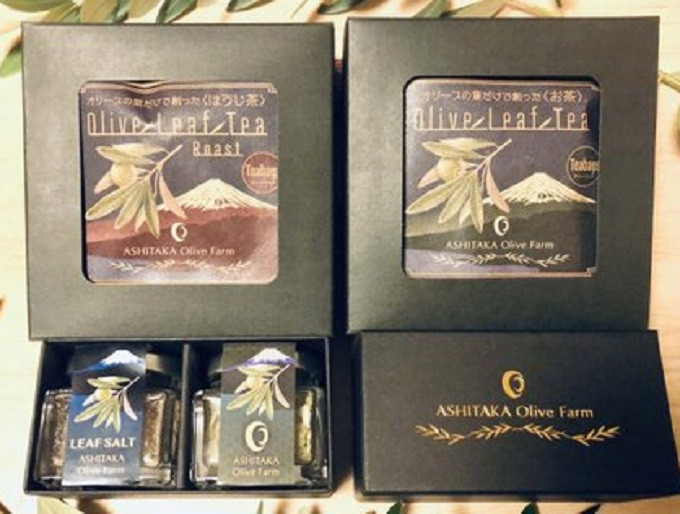 オリーブの葉だけで創った〈ほうじ茶〉
Olive Leaf Tea
Roast
Teabags
ASHITAKA Olive Farm
オリーブの葉だけで創った〈お茶〉
Olive Leaf Tea
Teabags
ASHITAKA Olive Farm
LEAF SALT
ASHITAKA
Olive Farm
ASHITAKA
Olive Farm
ASHITAKA Olive Farm